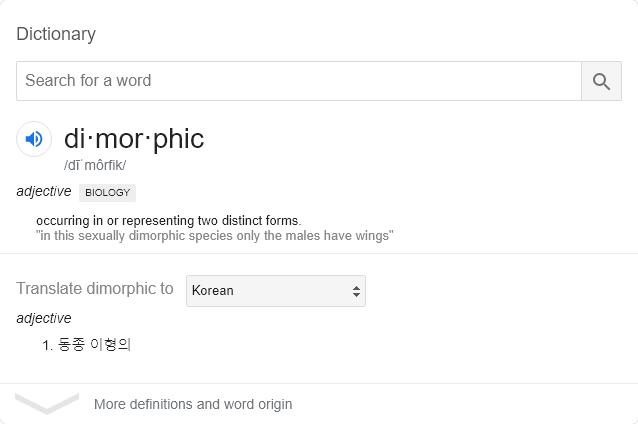 Dictionary
Search for a word
di·mor·phic
/dīˈmôrfik/
adjective BIOLOGY
occurring in or representing two distinct forms.
"in this sexually dimorphic species only the males have wings"
Translate dimorphic to Korean
adjective
1. 동종 이형의
More definitions and word origin